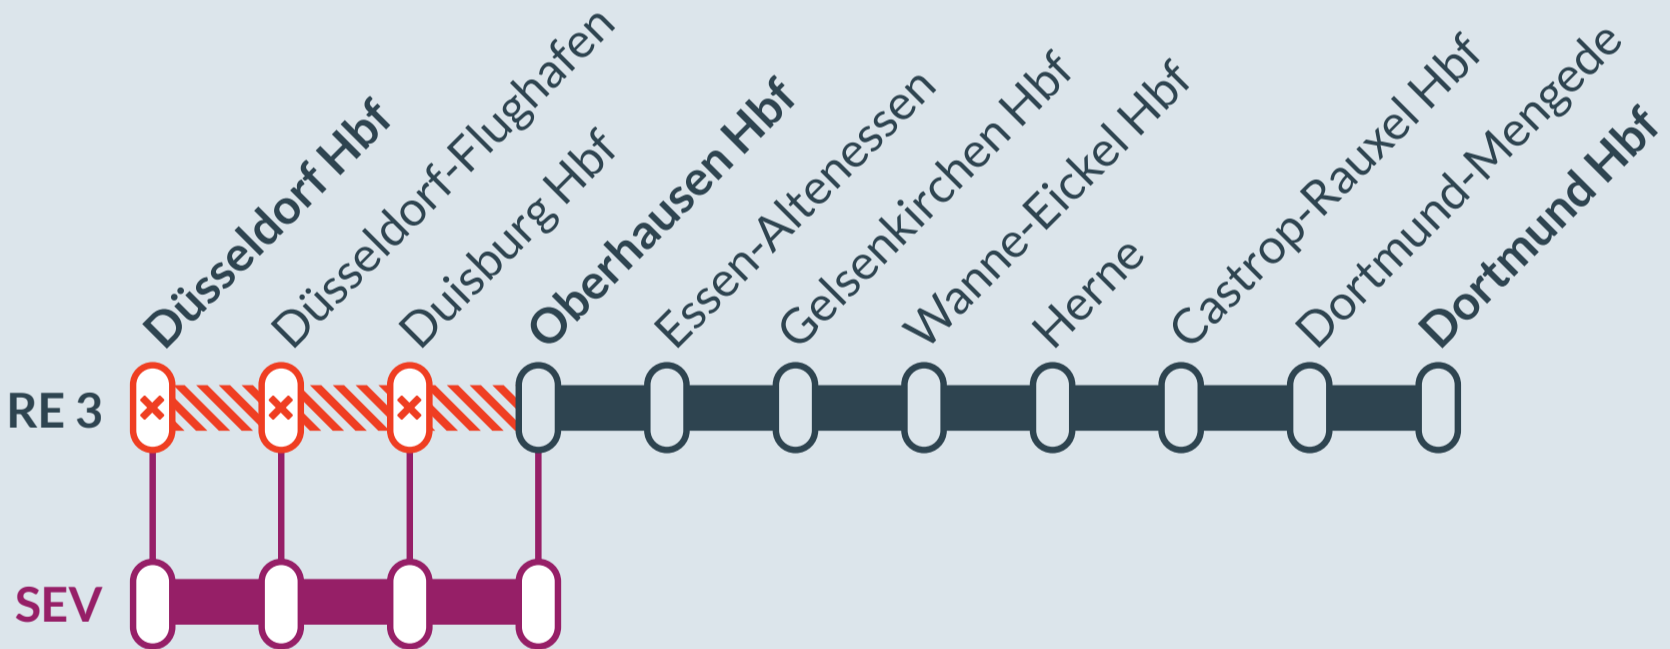 Düsseldorf Hbf
Düsseldorf-Flughafen
Duisburg Hbf
Oberhausen Hbf
Essen-Altenessen
Gelsenkirchen Hbf
Wanne-Eickel Hbf
Herne
Castrop-Rauxel Hbf
Dortmund-Mengede
Dortmund Hbf
RE 3
SEV